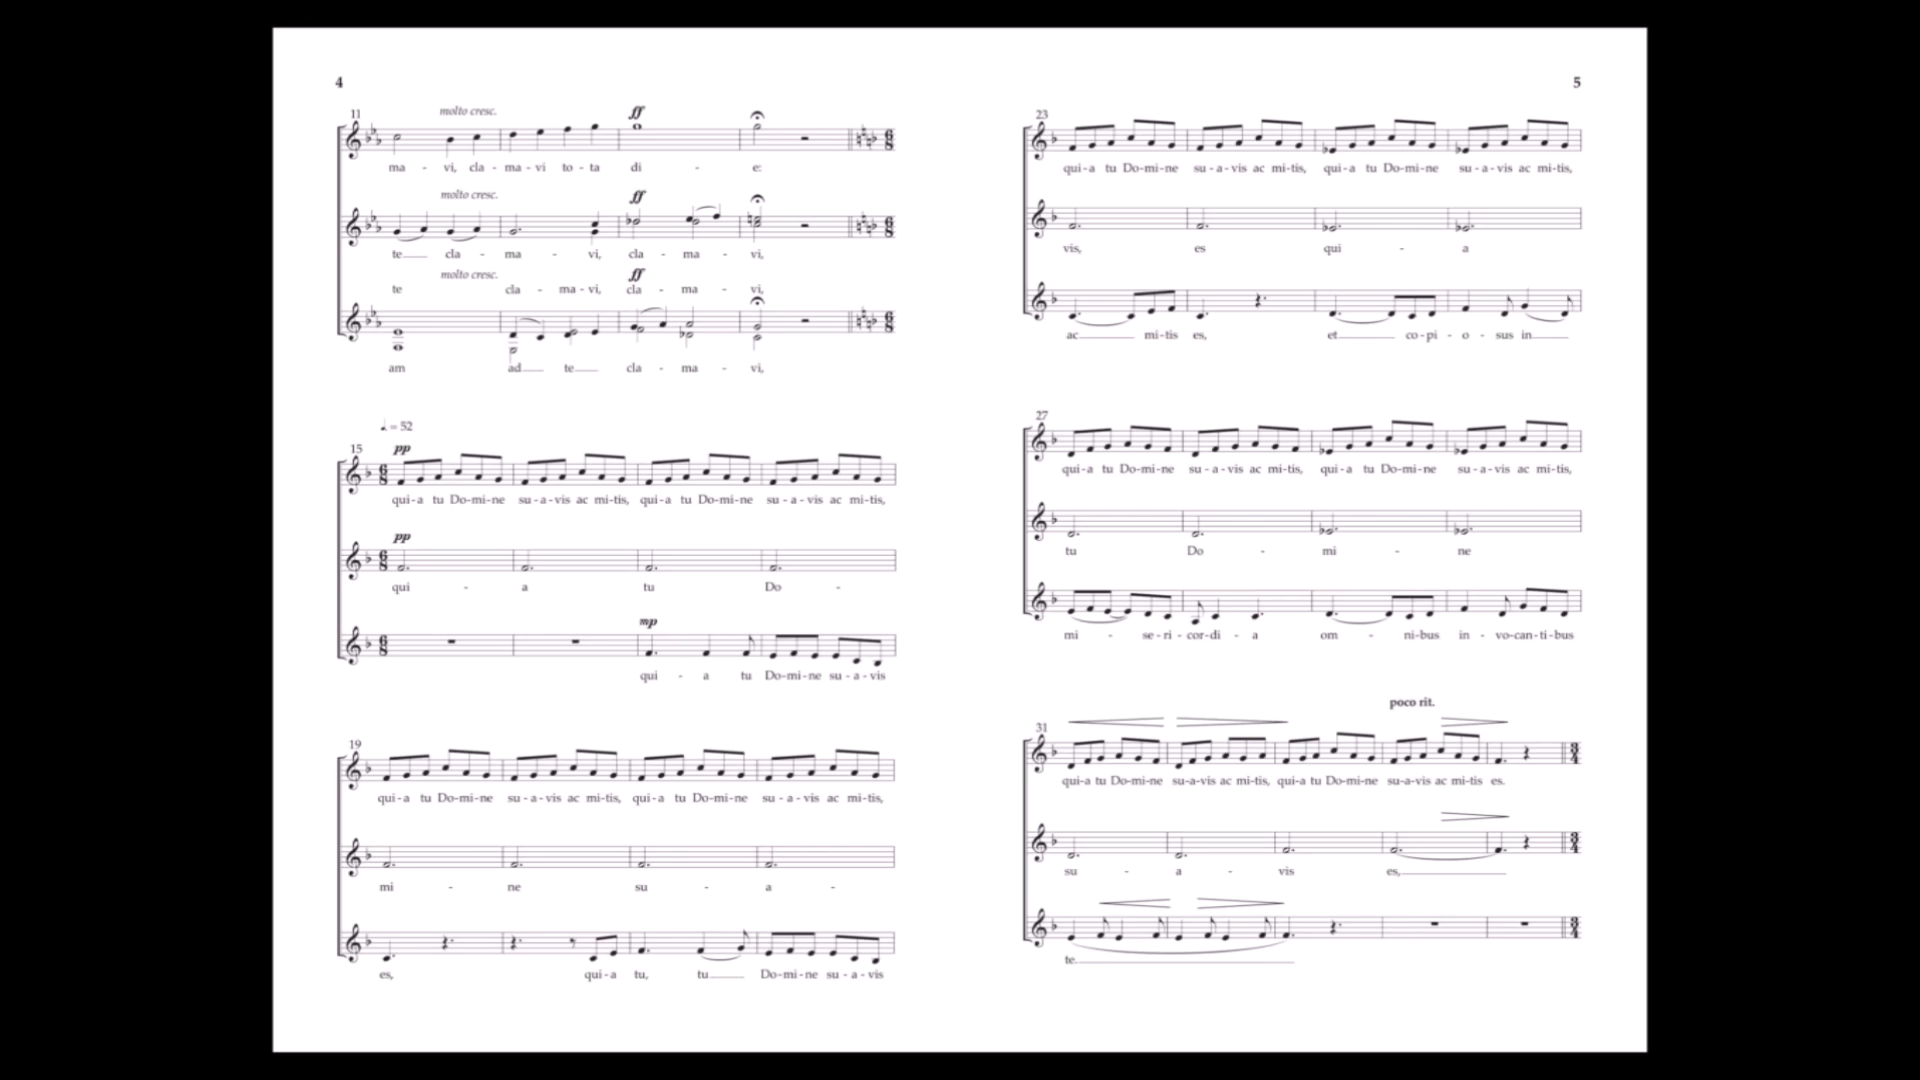 4
11
molto cresc.
ff
ma - vi, cla - ma - vi to - ta di - e:
molto cresc.
ff
te cla - ma - vi, cla - ma - vi,
molto cresc.
ff
te cla - ma - vi, cla - ma - vi,
am ad te cla - ma - vi,
= 52
15
pp
qui-a tu Do-mi-ne su-a-vis ac mi-tis, qui-a tu Do-mi-ne su-a-vis ac mi-tis,
pp
qui - a tu Do -
mp
qui - a tu Do-mi-ne su-a-vis
19
qui-a tu Do-mi-ne su-a-vis ac mi-tis, qui-a tu Do-mi-ne su-a-vis ac mi-tis,
mi - ne su - a -
es, qui-a tu, tu Do-mi-ne su-a-vis
5
23
qui-a tu Do-mi-ne su-a-vis ac mi-tis, qui-a tu Do-mi-ne su-a-vis ac mi-tis,
vis, es qui - a
ac mi-tis es, et co-pi - o - sus in
27
qui-a tu Do-mi-ne su-a-vis ac mi-tis, qui-a tu Do-mi-ne su-a-vis ac mi-tis,
tu Do - mi - ne
mi - se-ri-cor-di - a om - ni-bus in - vo-can-ti-bus
poco rit.
31
qui-a tu Do-mi-ne su-a-vis ac mi-tis, qui-a tu Do-mi-ne su-a-vis ac mi-tis es.
su - a - vis es,
te.